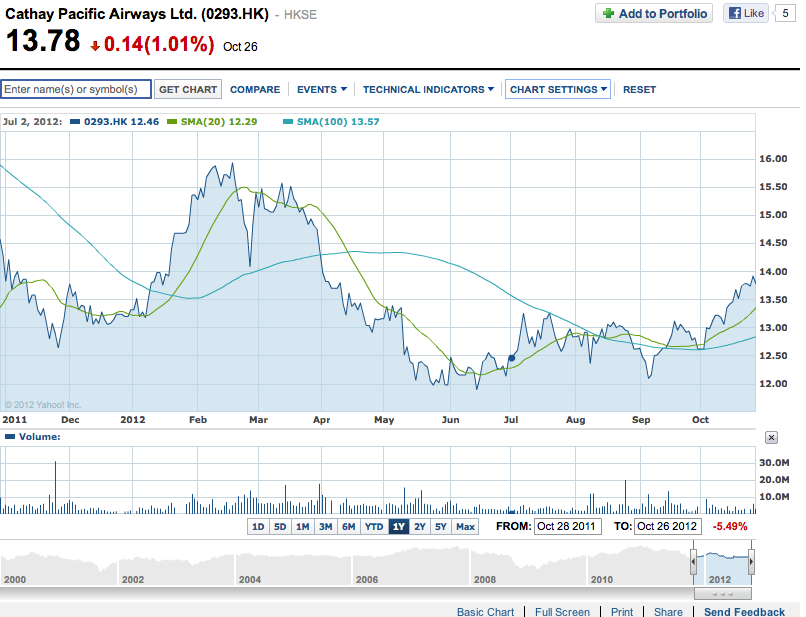 Cathay Pacific Airways Ltd. (0293.HK) - HKSE
Add to Portfolio
Like
5
13.78 0.14(1.01%) Oct 26
Enter name(s) or symbol(s) GET CHART COMPARE EVENTS TECHNICAL INDICATORS CHART SETTINGS RESET
Jul 2, 2012: 0293.HK 12.46 SMA(20) 12.29 SMA(100) 13.57
16.00
15.50
15.00
14.50
14.00
13.50
13.00
12.50
12.00
© 2012 Yahoo! Inc.
2011 Dec 2012 Feb Mar Apr May Jun Jul Aug Sep Oct
Volume:
30.0M
20.0M
10.0M
1D 5D 1M 3M 6M YTD 1Y 2Y 5Y Max FROM: Oct 28 2011 TO: Oct 26 2012 -5.49%
2000 2002 2004 2006 2008 2010 2012
Basic Chart | Full Screen | Print | Share | Send Feedback